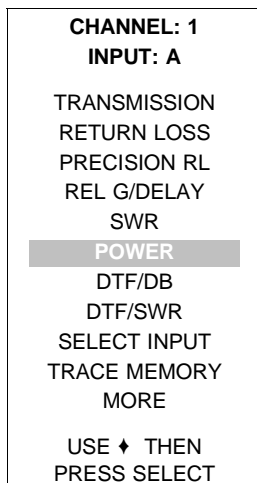 CHANNEL: 1
INPUT: A
TRANSMISSION
RETURN LOSS
PRECISION RL
REL G/DELAY
SWR
POWER
DTF/DB
DTF/SWR
SELECT INPUT
TRACE MEMORY
MORE
USE ♦ THEN
PRESS SELECT